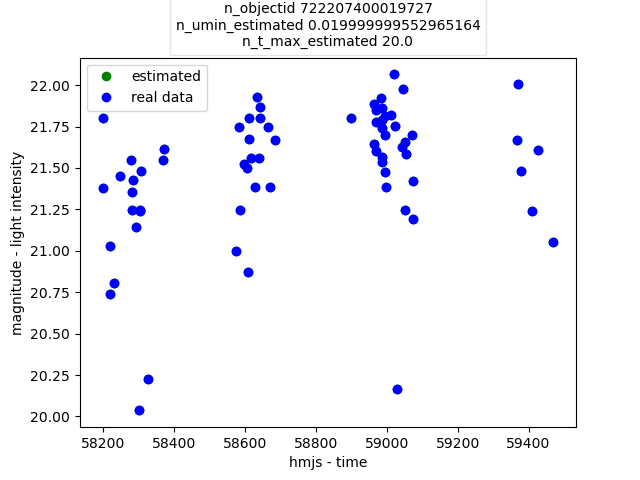 n_objectid 722207400019727
n_umin_estimated 0.019999999552965164
n_t_max_estimated 20.0
estimated
real data
magnitude - light intensity
22.00
21.75
21.50
21.25
21.00
20.75
20.50
20.25
20.00
58200 58400 58600 58800 59000 59200 59400
hmjs - time